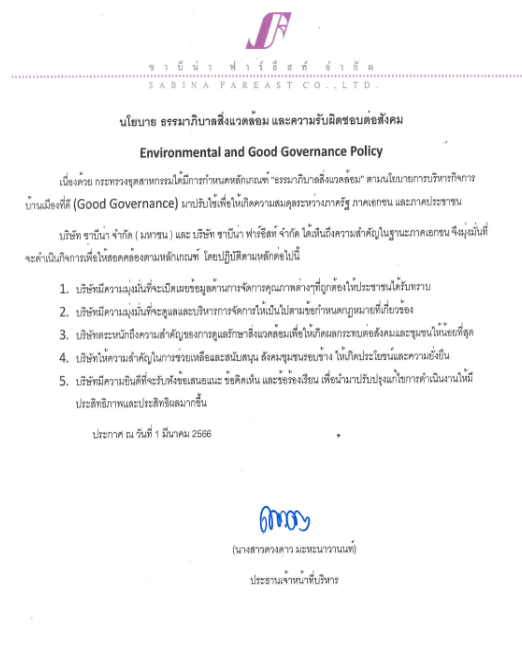 SF
ซาบีน่า ฟาร์อีสท์ จำกัด
SABINA FAREAST CO.,LTD.
นโยบาย ธรรมาภิบาลสิ่งแวดล้อม และความรับผิดชอบต่อสังคม
Environmental and Good Governance Policy
เนื่องด้วย กระทรวงอุตสาหกรรมได้มีการกำหนดหลักเกณฑ์ "ธรรมาภิบาลสิ่งแวดล้อม" ตามนโยบายการบริหารกิจการ
บ้านเมืองที่ดี (Good Governance) มาปรับใช้เพื่อให้เกิดความสมดุลระหว่างภาครัฐ ภาคเอกชน และภาคประชาชน
บริษัท ซาบีน่า จำกัด ( มหาชน ) และ บริษัท ซาบีน่า ฟาร์อีสท์ จำกัด ได้เห็นถึงความสำคัญในฐานะภาคเอกชน จึงมุ่งมั่นที่
จะดำเนินกิจการเพื่อให้สอดคล้องตามหลักเกณฑ์ โดยปฏิบัติตามหลักต่อไปนี้
1. บริษัทมีความมุ่งมั่นที่จะเปิดเผยข้อมูลด้านการจัดการคุณภาพต่างๆที่ถูกต้องให้ประชาชนได้รับทราบ
2. บริษัทมีความมุ่งมั่นที่จะดูแลและบริหารการจัดการให้เป็นไปตามข้อกำหนดกฎหมายที่เกี่ยวข้อง
3. บริษัทตระหนักถึงความสำคัญของการดูแลรักษาสิ่งแวดล้อมเพื่อให้เกิดผลกระทบต่อสังคมและชุมชนให้น้อยที่สุด
4. บริษัทให้ความสำคัญในการช่วยเหลือและสนับสนุน สังคมชุมชนรอบข้าง ให้เกิดประโยชน์และความยั่งยืน
5. บริษัทมีความยินดีที่จะรับฟังข้อเสนอแนะ ข้อคิดเห็น และข้อร้องเรียน เพื่อนำมาปรับปรุงแก้ไขการดำเนินงานให้มี
ประสิทธิภาพและประสิทธิผลมากขึ้น
ประกาศ ณ วันที่ 1 มีนาคม 2566
(นางสาวดวงดาว มะหะนาวานนท์)
ประธานเจ้าหน้าที่บริหาร